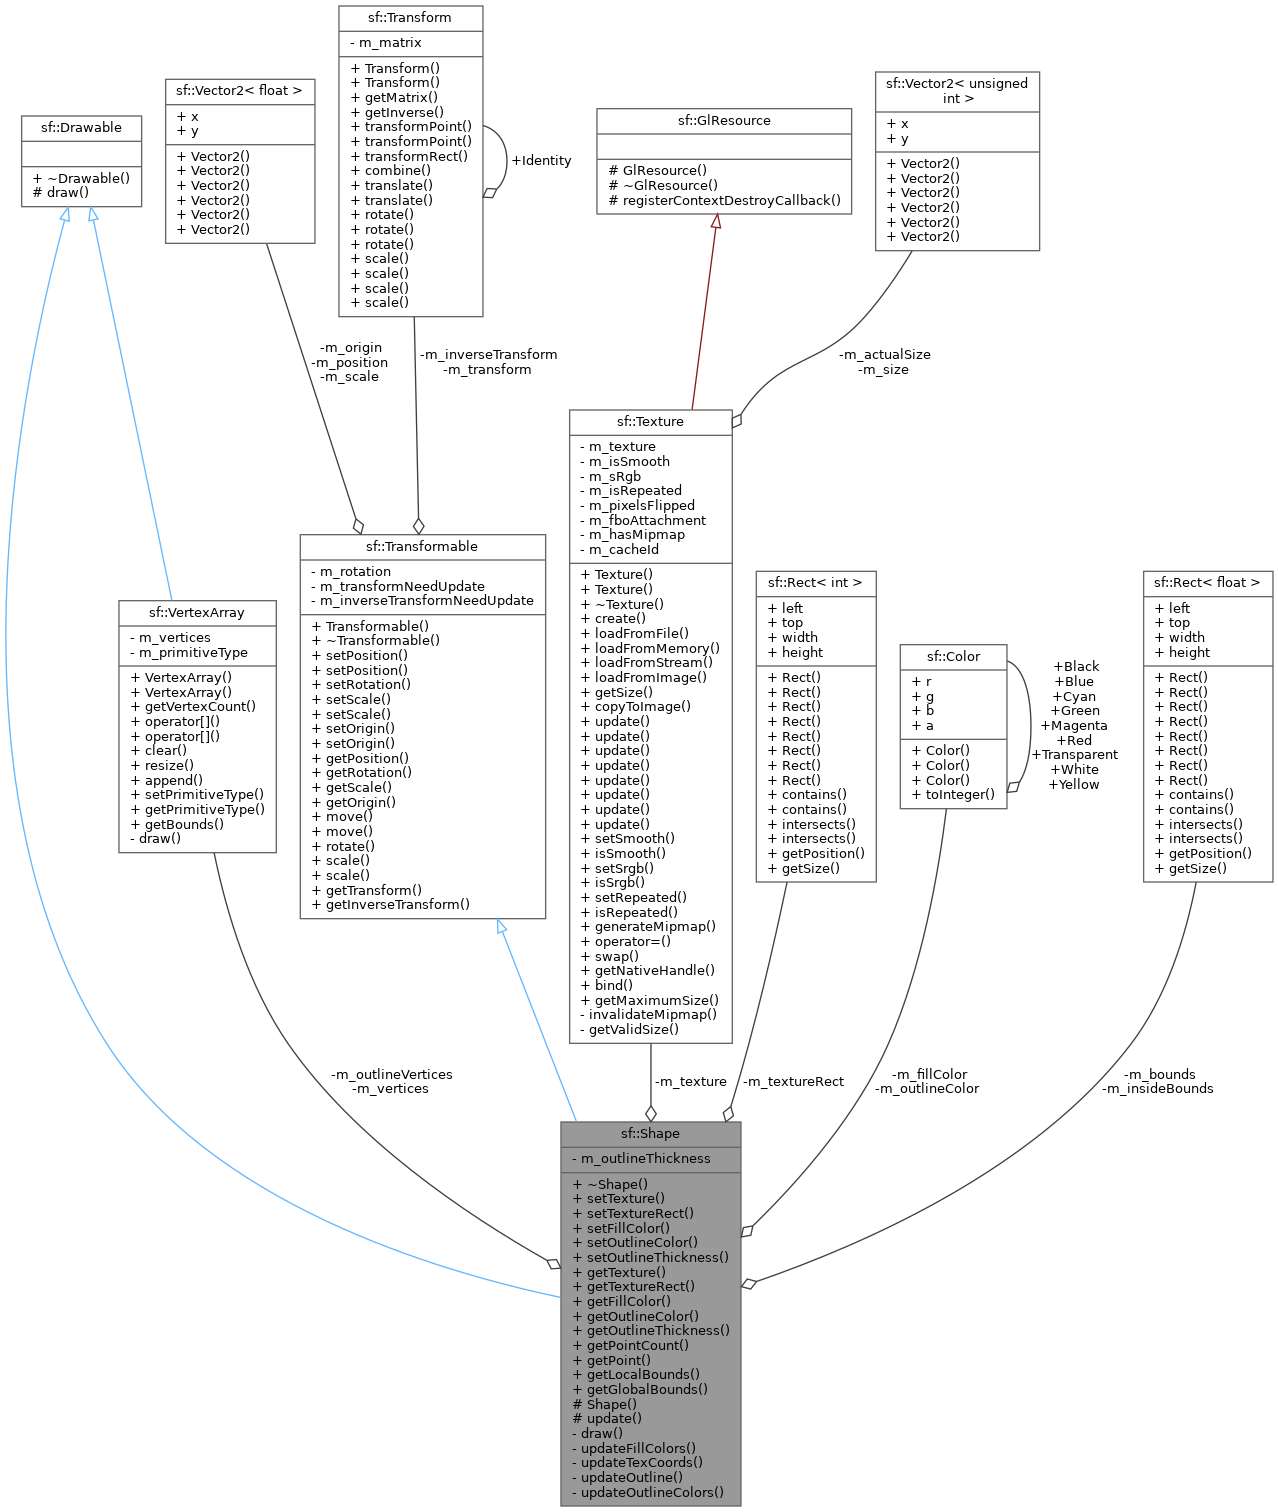 sf::Transform
- m_matrix
+ Transform()
+ Transform()
+ getMatrix()
+ getInverse()
+ transformPoint()
+ transformPoint()
+ transformRect()
+ combine()
+ translate()
+ translate()
+ rotate()
+ rotate()
+ rotate()
+ scale()
+ scale()
+ scale()
+ scale()
+Identity
sf::Vector2< float >
+ x
+ y
+ Vector2()
+ Vector2()
+ Vector2()
+ Vector2()
+ Vector2()
+ Vector2()
sf::Drawable
+ ~Drawable()
# draw()
sf::GlResource
# GlResource()
# ~GlResource()
# registerContextDestroyCallback()
sf::Vector2< unsigned
int >
+ x
+ y
+ Vector2()
+ Vector2()
+ Vector2()
+ Vector2()
+ Vector2()
+ Vector2()
-m_origin
-m_position
-m_scale
-m_inverseTransform
-m_transform
-m_actualSize
-m_size
sf::Texture
- m_texture
- m_isSmooth
- m_sRgb
- m_isRepeated
- m_pixelsFlipped
- m_fboAttachment
- m_hasMipmap
- m_cacheId
+ Texture()
+ Texture()
+ ~Texture()
+ create()
+ loadFromFile()
+ loadFromMemory()
+ loadFromStream()
+ loadFromImage()
+ getSize()
+ copyToImage()
+ update()
+ update()
+ update()
+ update()
+ update()
+ update()
+ update()
+ update()
+ setSmooth()
+ isSmooth()
+ setSrgb()
+ isSrgb()
+ setRepeated()
+ isRepeated()
+ generateMipmap()
+ operator=()
+ swap()
+ getNativeHandle()
+ bind()
+ getMaximumSize()
- invalidateMipmap()
- getValidSize()
sf::Transformable
- m_rotation
- m_transformNeedUpdate
- m_inverseTransformNeedUpdate
+ Transformable()
+ ~Transformable()
+ setPosition()
+ setPosition()
+ setRotation()
+ setScale()
+ setScale()
+ setOrigin()
+ setOrigin()
+ getPosition()
+ getRotation()
+ getScale()
+ getOrigin()
+ move()
+ move()
+ rotate()
+ scale()
+ scale()
+ getTransform()
+ getInverseTransform()
sf::VertexArray
- m_vertices
- m_primitiveType
+ VertexArray()
+ VertexArray()
+ getVertexCount()
+ operator[]()
+ operator[]()
+ clear()
+ resize()
+ append()
+ setPrimitiveType()
+ getPrimitiveType()
+ getBounds()
- draw()
sf::Rect< int >
+ left
+ top
+ width
+ height
+ Rect()
+ Rect()
+ Rect()
+ Rect()
+ Rect()
+ Rect()
+ Rect()
+ Rect()
+ contains()
+ contains()
+ intersects()
+ intersects()
+ getPosition()
+ getSize()
sf::Color
+ r
+ g
+ b
+ a
+ Color()
+ Color()
+ Color()
+ toInteger()
+Black
+Blue
+Cyan
+Green
+Magenta
+Red
+Transparent
+White
+Yellow
sf::Rect< float >
+ left
+ top
+ width
+ height
+ Rect()
+ Rect()
+ Rect()
+ Rect()
+ Rect()
+ Rect()
+ Rect()
+ Rect()
+ contains()
+ contains()
+ intersects()
+ intersects()
+ getPosition()
+ getSize()
-m_outlineVertices
-m_vertices
-m_texture
-m_textureRect
-m_fillColor
-m_outlineColor
-m_bounds
-m_insideBounds
sf::Shape
- m_outlineThickness
+ ~Shape()
+ setTexture()
+ setTextureRect()
+ setFillColor()
+ setOutlineColor()
+ setOutlineThickness()
+ getTexture()
+ getTextureRect()
+ getFillColor()
+ getOutlineColor()
+ getOutlineThickness()
+ getPointCount()
+ getPoint()
+ getLocalBounds()
+ getGlobalBounds()
# Shape()
# update()
- draw()
- updateFillColors()
- updateTexCoords()
- updateOutline()
- updateOutlineColors()